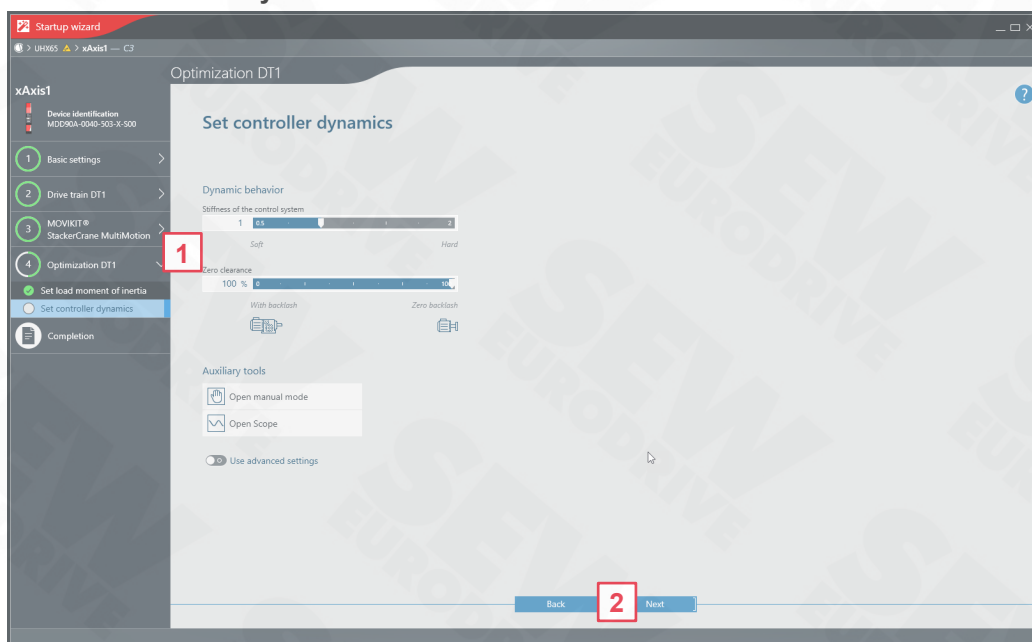 Startup wizard
> UHX65 > xAxis1 — C3
xAxis1
Device identification
MDD90A-0040-503-X-S00
1 Basic settings
2 Drive train DT1
3 MOVIKIT®
StackerCrane MultiMotion
4 Optimization DT1
Set load moment of inertia
Set controller dynamics
Completion
Optimization DT1
?
Set controller dynamics
Dynamic behavior
Stiffness of the control system
1 0.5 2
Soft Hard
1
Zero clearance
100 % 0 100
With backlash Zero backlash
Auxiliary tools
Open manual mode
Open Scope
Use advanced settings
Back 2 Next
SEW
EURODRIVE